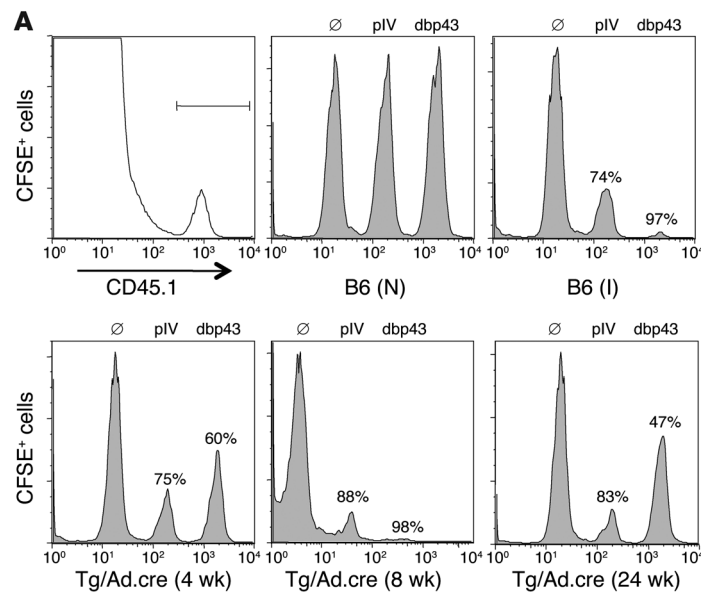 A
∅ pIV dbp43
∅ pIV dbp43
CFSE⁺ cells
74%
97%
10⁰ 10¹ 10² 10³ 10⁴
10⁰ 10¹ 10² 10³ 10⁴
10⁰ 10¹ 10² 10³ 10⁴
CD45.1
B6 (N)
B6 (I)
∅ pIV dbp43
∅ pIV dbp43
∅ pIV dbp43
CFSE⁺ cells
75%
60%
88%
98%
83%
47%
10⁰ 10¹ 10² 10³ 10⁴
10⁰ 10¹ 10² 10³ 10⁴
10⁰ 10¹ 10² 10³ 10⁴
Tg/Ad.cre (4 wk)
Tg/Ad.cre (8 wk)
Tg/Ad.cre (24 wk)